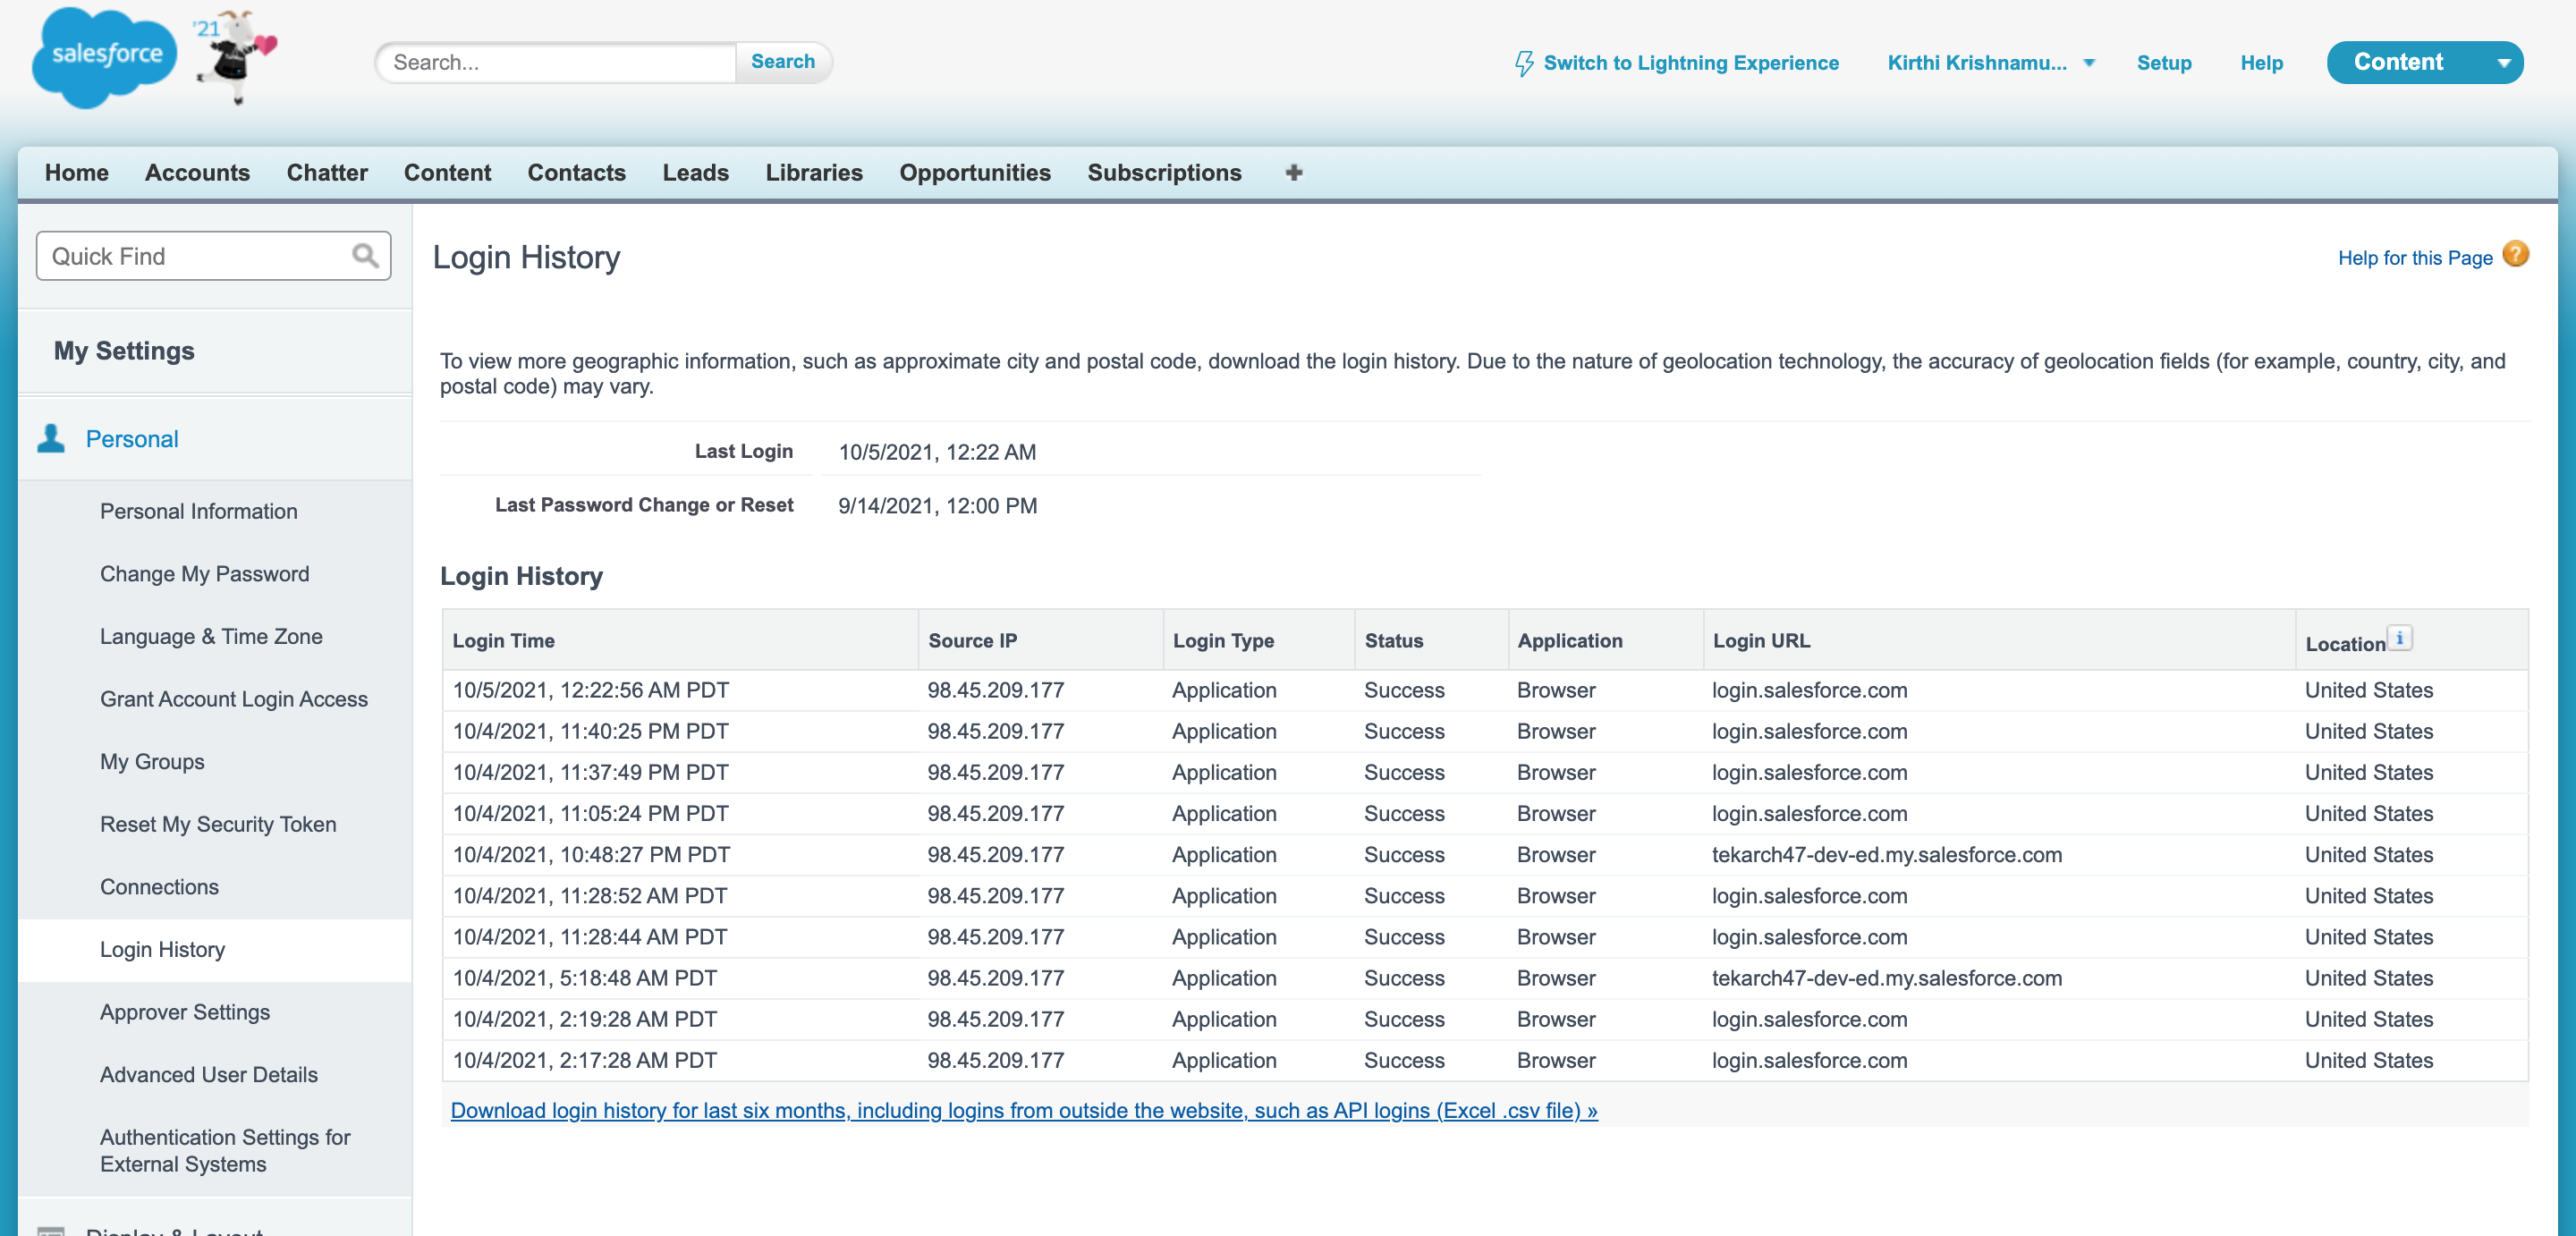 salesforce
'21
Search...
Search
Switch to Lightning Experience
Kirthi Krishnamu...
Setup
Help
Content
Home Accounts Chatter Content Contacts Leads Libraries Opportunities Subscriptions +
Quick Find
My Settings
Personal
Personal Information
Change My Password
Language & Time Zone
Grant Account Login Access
My Groups
Reset My Security Token
Connections
Login History
Approver Settings
Advanced User Details
Authentication Settings for
External Systems
Display & Layout
Login History
Help for this Page ?
To view more geographic information, such as approximate city and postal code, download the login history. Due to the nature of geolocation technology, the accuracy of geolocation fields (for example, country, city, and
postal code) may vary.
Last Login 10/5/2021, 12:22 AM
Last Password Change or Reset 9/14/2021, 12:00 PM
Login History
Login Time Source IP Login Type Status Application Login URL Location i
10/5/2021, 12:22:56 AM PDT 98.45.209.177 Application Success Browser login.salesforce.com United States
10/4/2021, 11:40:25 PM PDT 98.45.209.177 Application Success Browser login.salesforce.com United States
10/4/2021, 11:37:49 PM PDT 98.45.209.177 Application Success Browser login.salesforce.com United States
10/4/2021, 11:05:24 PM PDT 98.45.209.177 Application Success Browser login.salesforce.com United States
10/4/2021, 10:48:27 PM PDT 98.45.209.177 Application Success Browser tekarch47-dev-ed.my.salesforce.com United States
10/4/2021, 11:28:52 AM PDT 98.45.209.177 Application Success Browser login.salesforce.com United States
10/4/2021, 11:28:44 AM PDT 98.45.209.177 Application Success Browser login.salesforce.com United States
10/4/2021, 5:18:48 AM PDT 98.45.209.177 Application Success Browser tekarch47-dev-ed.my.salesforce.com United States
10/4/2021, 2:19:28 AM PDT 98.45.209.177 Application Success Browser login.salesforce.com United States
10/4/2021, 2:17:28 AM PDT 98.45.209.177 Application Success Browser login.salesforce.com United States
Download login history for last six months, including logins from outside the website, such as API logins (Excel .csv file) »